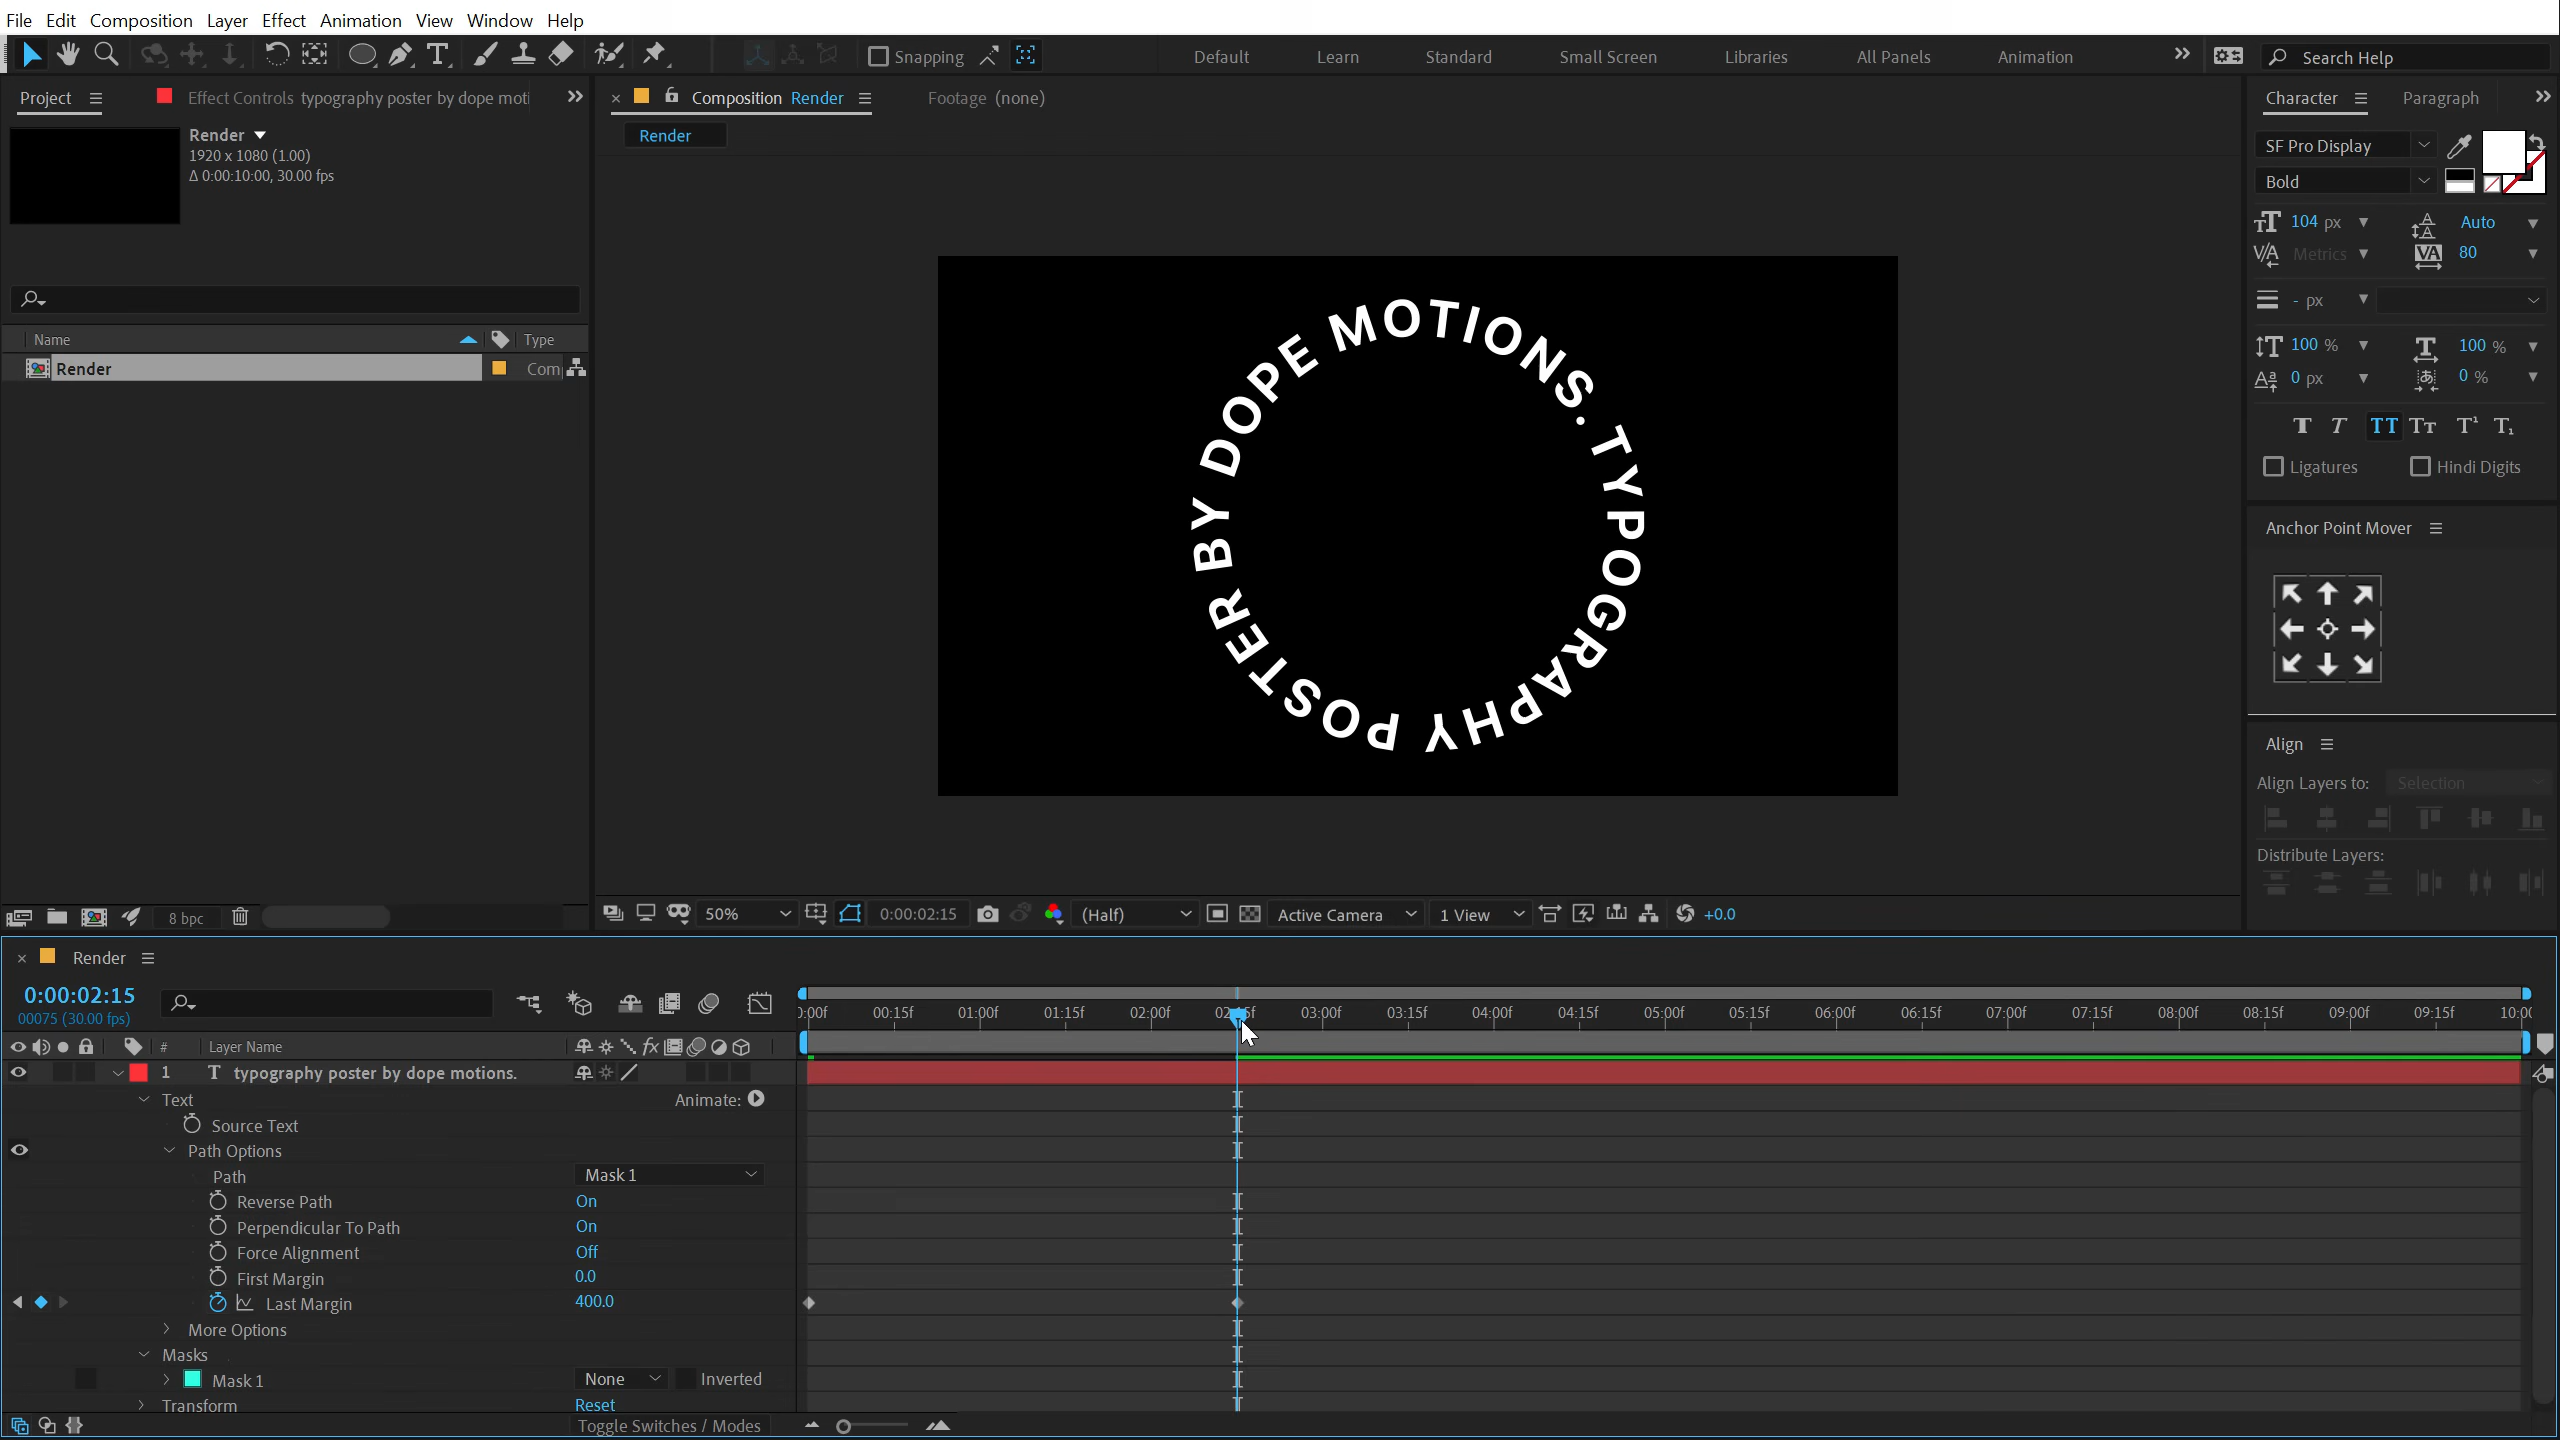 File Edit Composition Layer Effect Animation View Window Help
Snapping Default Learn Standard Small Screen Libraries All Panels Animation Search Help
Project Effect Controls typography poster by dope moti
Composition Render Footage (none)
Character Paragraph
Render
1920 x 1080 (1.00)
Δ 0:00:10:00, 30.00 fps
Render
SF Pro Display
Bold
104 px Auto
Metrics 80
- px
100 % 100 %
0 px 0 %
Ligatures Hindi Digits
Name Type
Render Com
TYPOGRAPHY POSTER BY DOPE MOTIONS.
Anchor Point Mover
Align
Align Layers to: Selection
Distribute Layers:
8 bpc
50% 0:00:02:15 (Half) Active Camera 1 View +0.0
Render
0:00:02:15
00075 (30.00 fps)
):00f 00:15f 01:00f 01:15f 02:00f 03:00f 03:15f 04:00f 04:15f 05:00f 05:15f 06:00f 06:15f 07:00f 07:15f 08:00f 08:15f 09:00f 09:15f 10:0
# Layer Name
1 T typography poster by dope motions.
Text Animate:
Source Text
Path Options
Path Mask 1
Reverse Path On
Perpendicular To Path On
Force Alignment Off
First Margin 0.0
Last Margin 400.0
More Options
Masks
Mask 1 None Inverted
Transform Reset
Toggle Switches / Modes